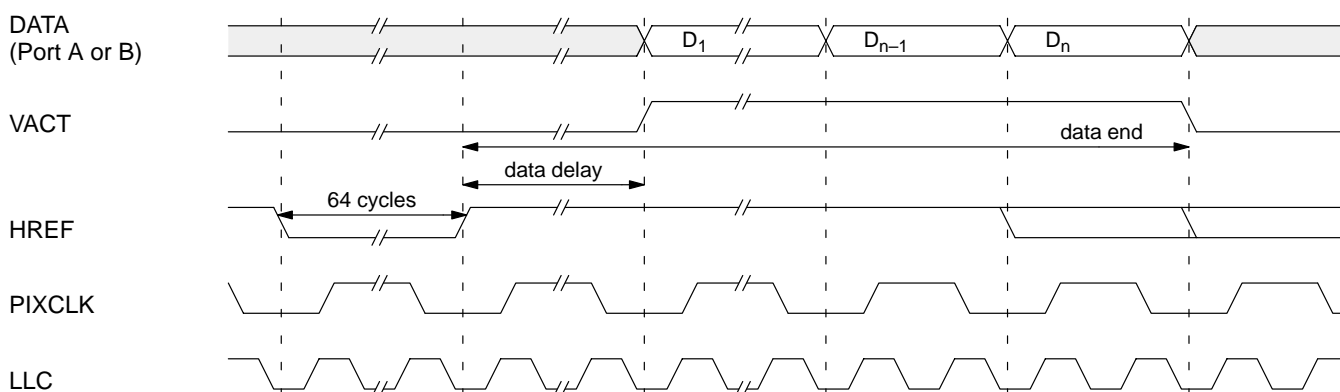 DATA
(Port A or B)
D1
Dn–1
Dn
VACT
data end
data delay
64 cycles
HREF
PIXCLK
LLC